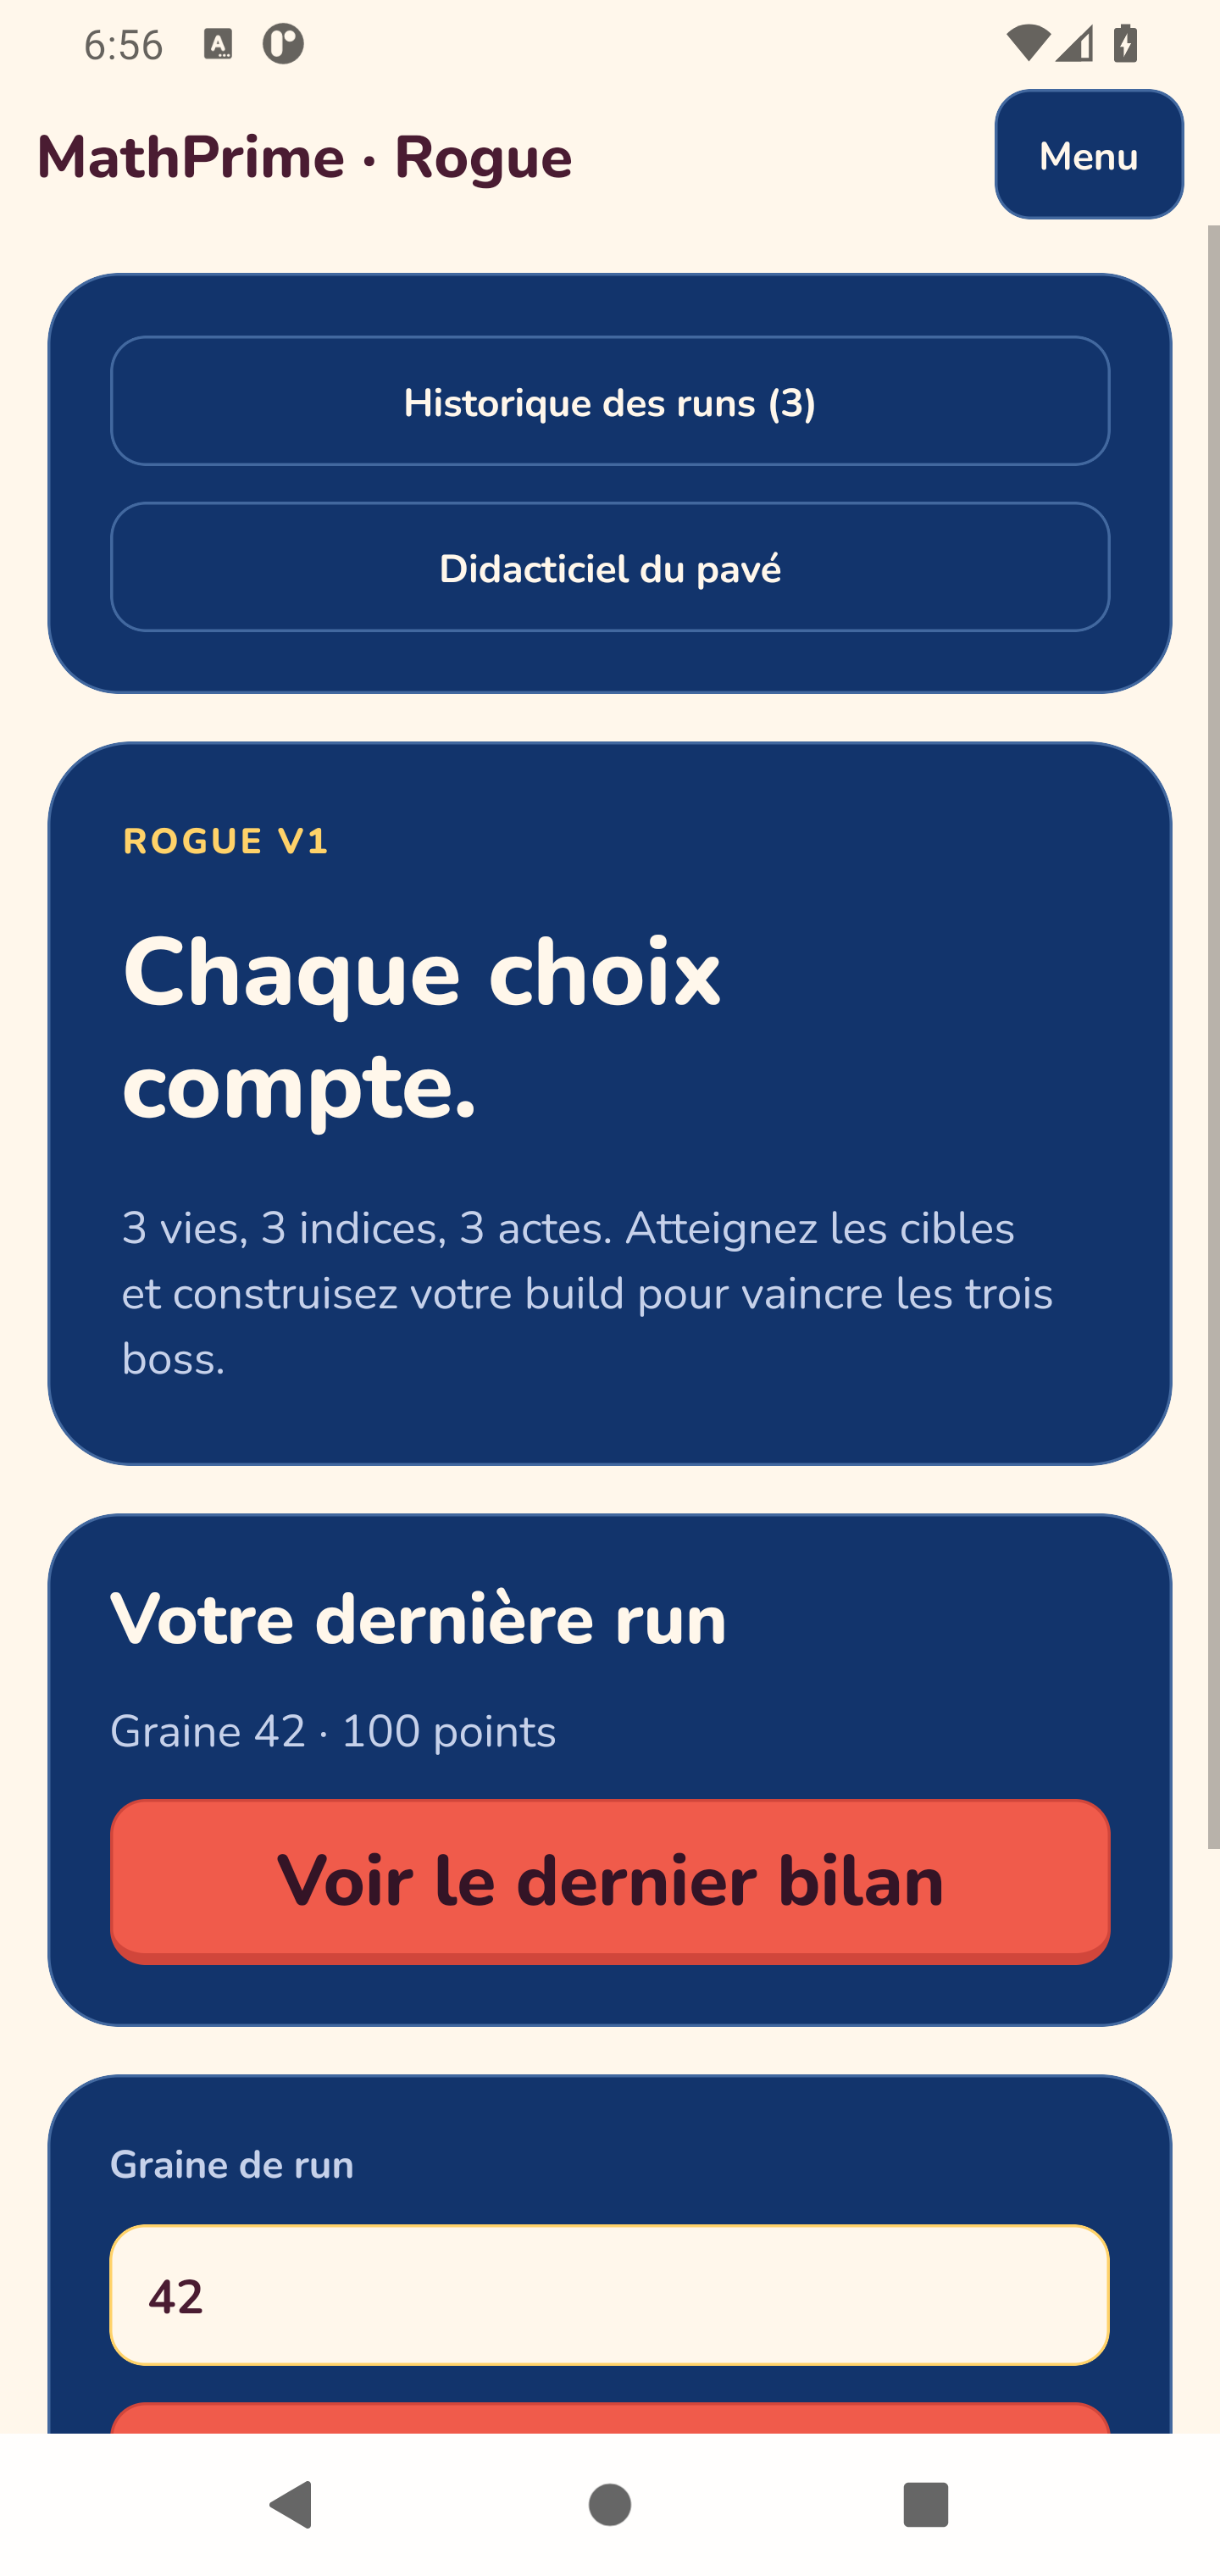 6:56
MathPrime · Rogue
Menu
Historique des runs (3)
Didacticiel du pavé
ROGUE V1
Chaque choix
compte.
3 vies, 3 indices, 3 actes. Atteignez les cibles
et construisez votre build pour vaincre les trois
boss.
Votre dernière run
Graine 42 · 100 points
Voir le dernier bilan
Graine de run
42